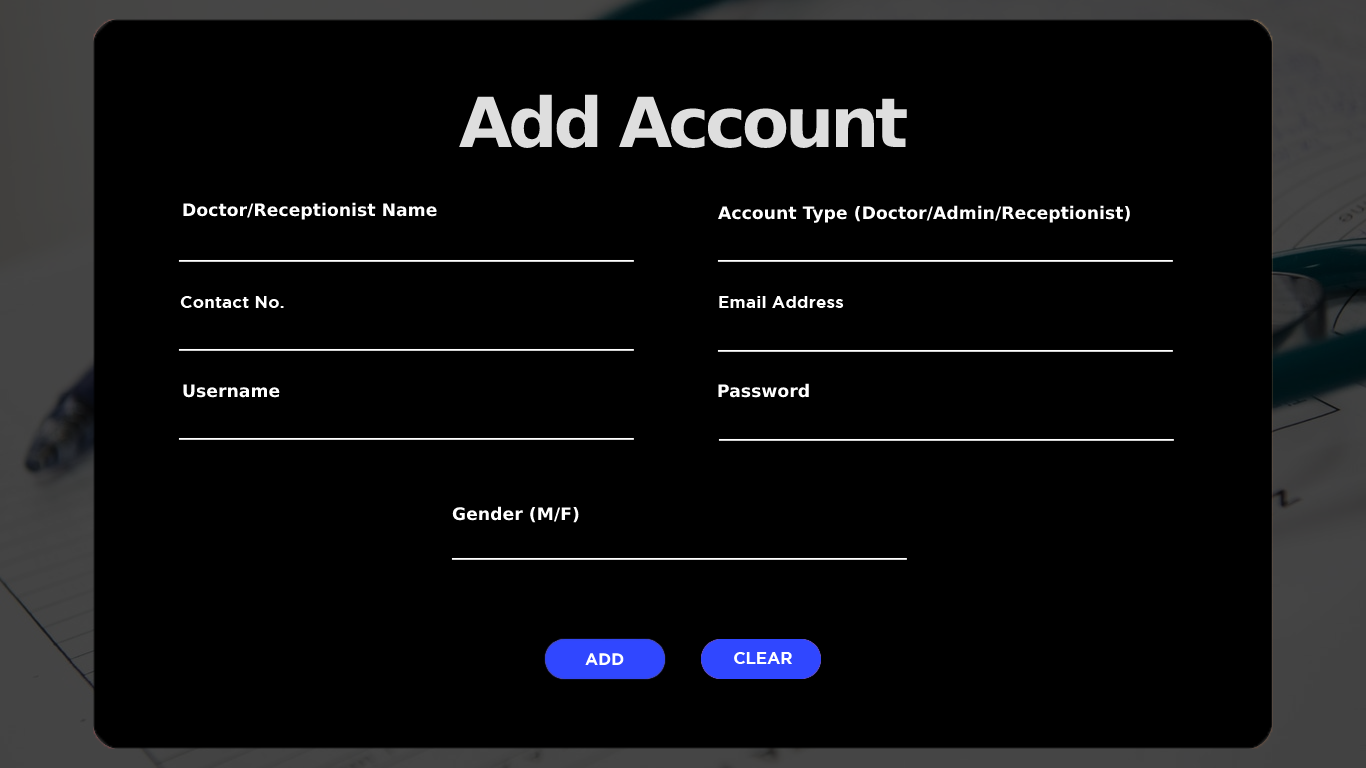 Add Account
Doctor/Receptionist Name
Account Type (Doctor/Admin/Receptionist)
Contact No.
Email Address
Username
Password
Gender (M/F)
ADD
CLEAR